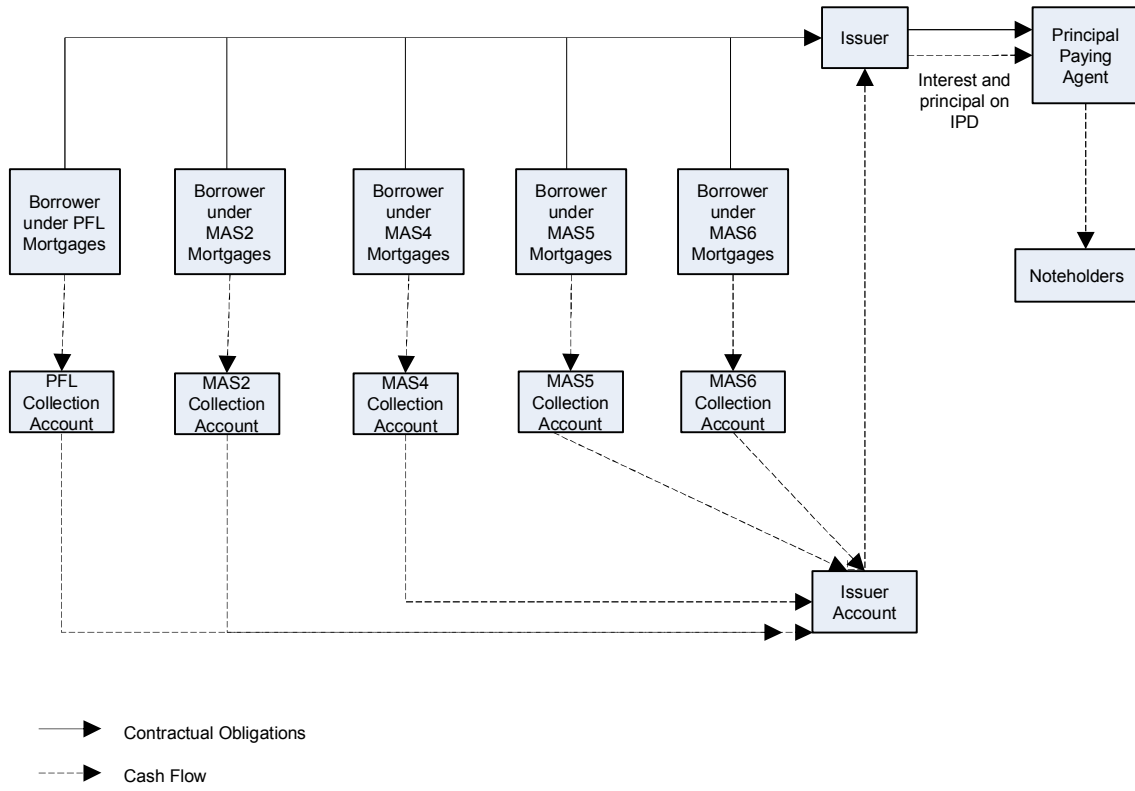 Issuer
Principal
Paying
Agent
Interest and
principal on
IPD
Borrower
under PFL
Mortgages
Borrower
under
MAS2
Mortgages
Borrower
under
MAS4
Mortgages
Borrower
under
MAS5
Mortgages
Borrower
under
MAS6
Mortgages
Noteholders
PFL
Collection
Account
MAS2
Collection
Account
MAS4
Collection
Account
MAS5
Collection
Account
MAS6
Collection
Account
Issuer
Account
Contractual Obligations
Cash Flow